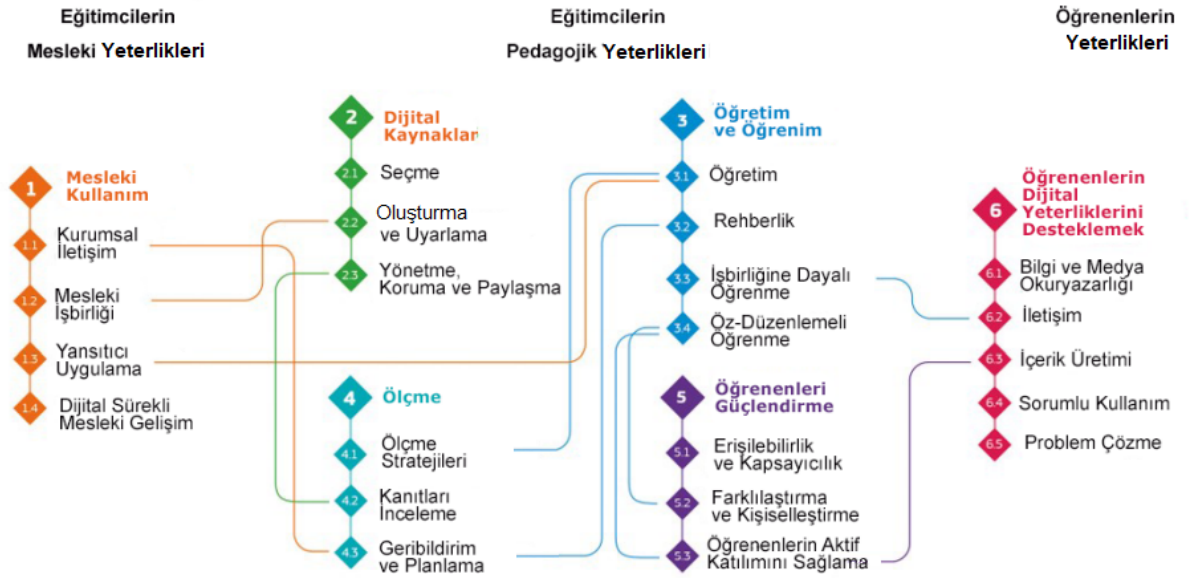 Eğitimcilerin
Mesleki Yeterlikleri
Eğitimcilerin
Pedagojik Yeterlikleri
Öğrenenlerin
Yeterlikleri
1
Mesleki
Kullanım
1.1
Kurumsal
İletişim
1.2
Mesleki
İşbirliği
1.3
Yansıtıcı
Uygulama
1.4
Dijital Sürekli
Mesleki Gelişim
2
Dijital
Kaynaklar
2.1
Seçme
2.2
Oluşturma
ve Uyarlama
2.3
Yönetme,
Koruma ve Paylaşma
3
Öğretim
ve Öğrenim
3.1
Öğretim
3.2
Rehberlik
3.3
İşbirliğine Dayalı
Öğrenme
3.4
Öz-Düzenlemeli
Öğrenme
4
Ölçme
4.1
Ölçme
Stratejileri
4.2
Kanıtları
İnceleme
4.3
Geribildirim
ve Planlama
5
Öğrenenleri
Güçlendirme
5.1
Erişilebilirlik
ve Kapsayıcılık
5.2
Farklılaştırma
ve Kişiselleştirme
5.3
Öğrenenlerin Aktif
Katılımını Sağlama
6
Öğrenenlerin
Dijital
Yeterliklerini
Desteklemek
6.1
Bilgi ve Medya
Okuryazarlığı
6.2
İletişim
6.3
İçerik Üretimi
6.4
Sorumlu Kullanım
6.5
Problem Çözme